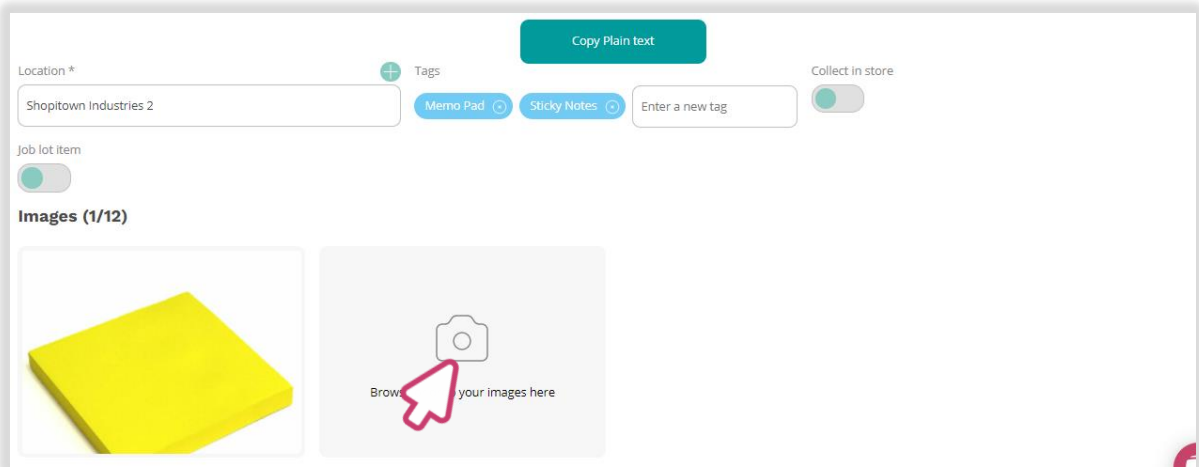 Copy Plain text
Location *
Tags
Collect in store
Shopitown Industries 2
Memo Pad
Sticky Notes
Enter a new tag
Job lot item
Images (1/12)
your images here